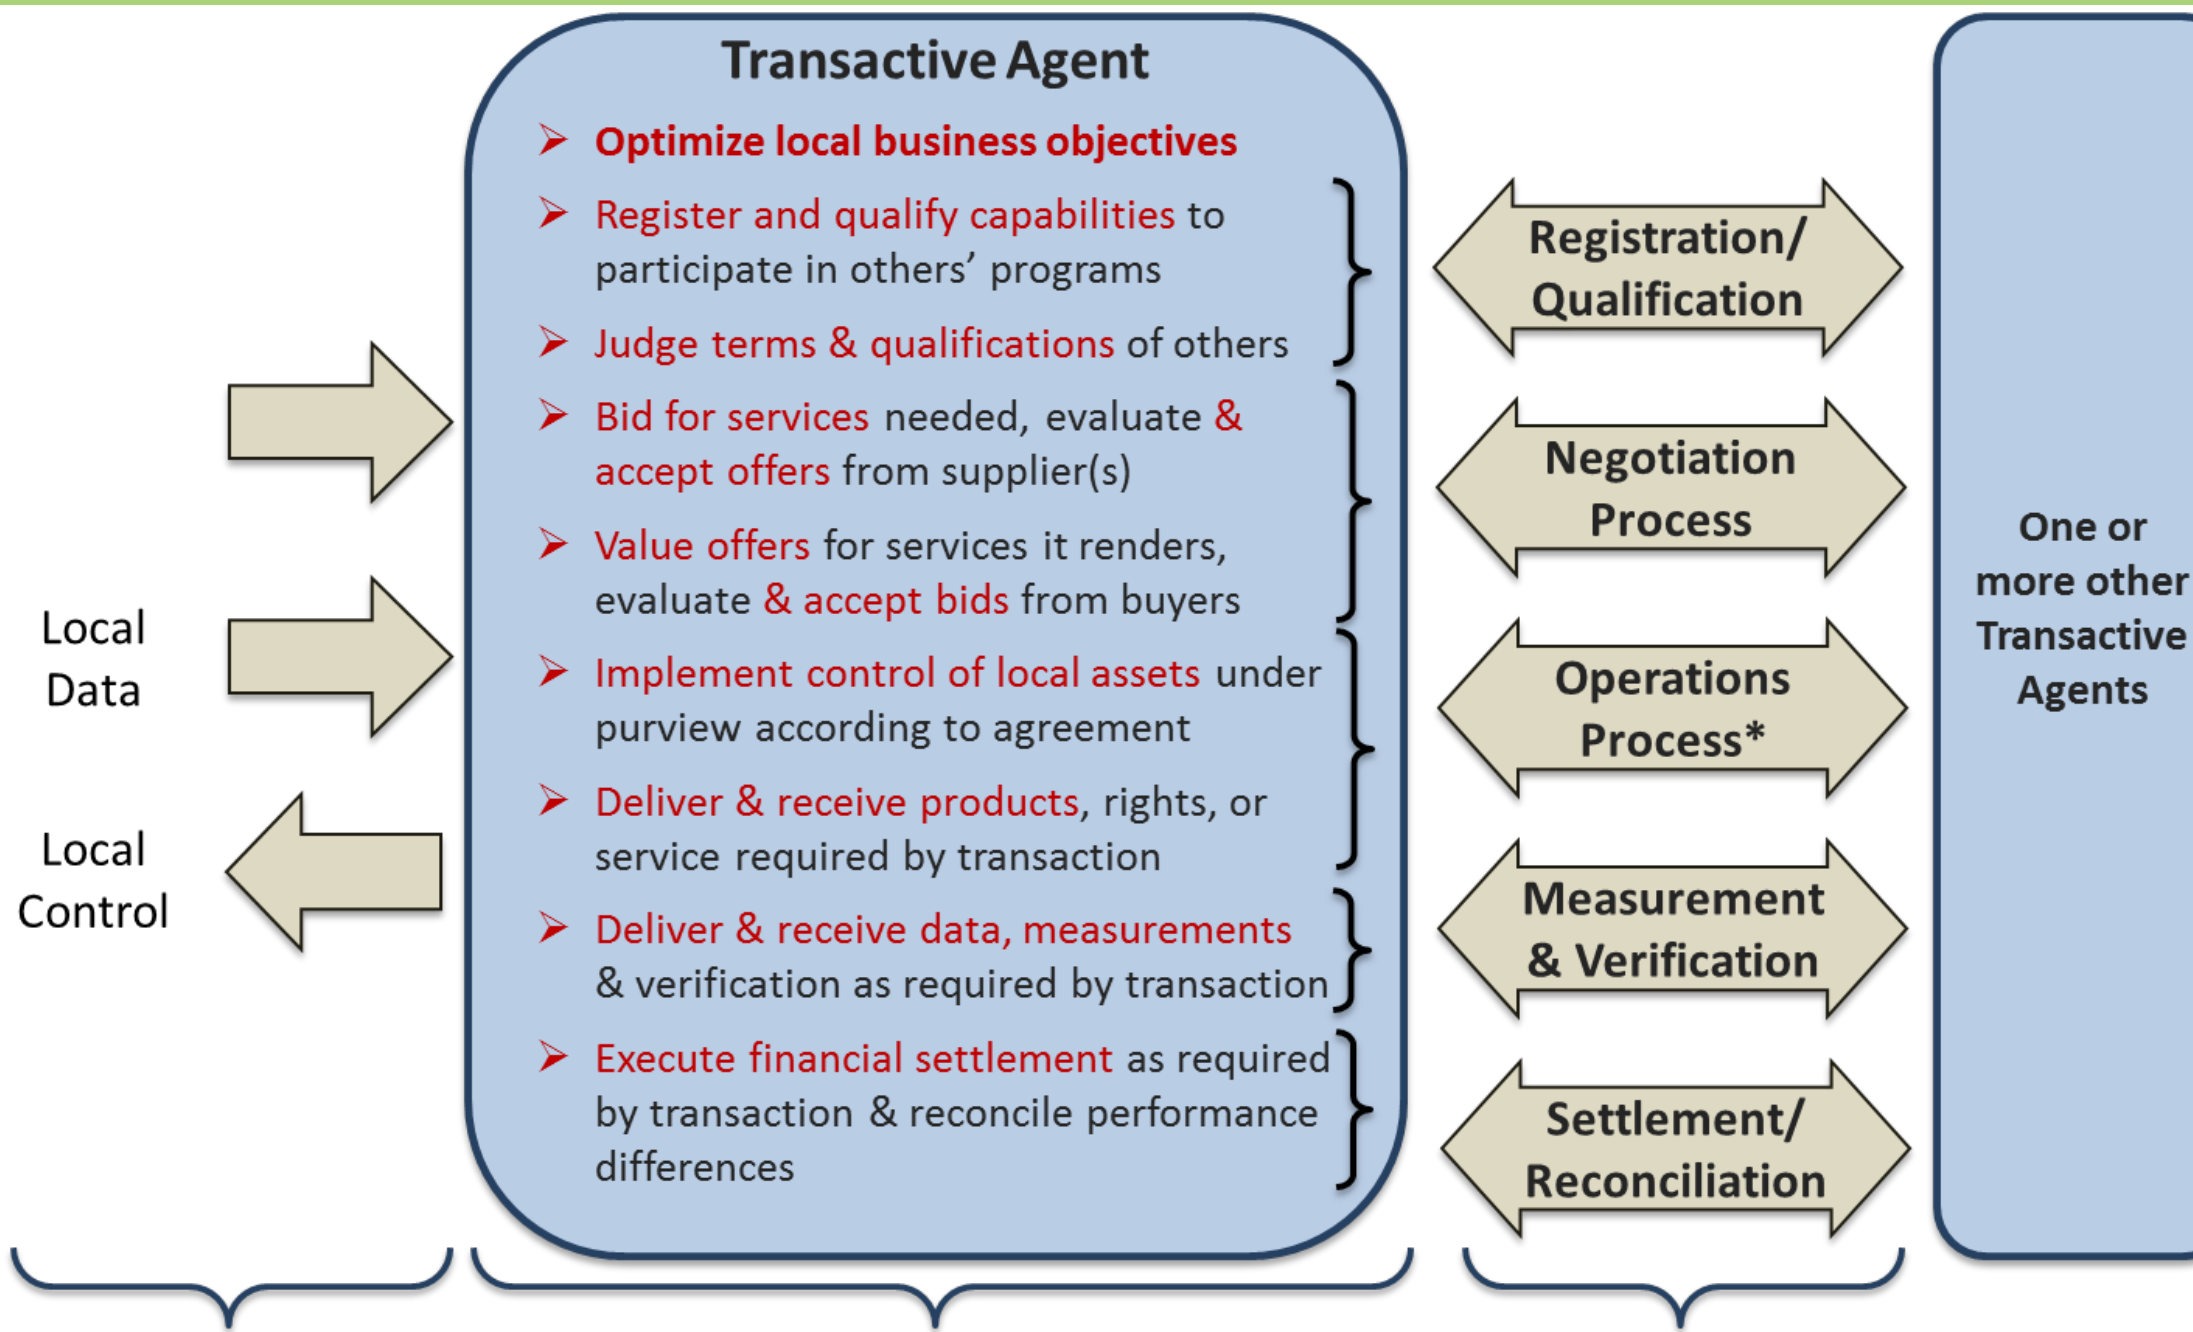 Transactive Agent
➢ Optimize local business objectives
➢ Register and qualify capabilities to
participate in others’ programs
➢ Judge terms & qualifications of others
➢ Bid for services needed, evaluate &
accept offers from supplier(s)
➢ Value offers for services it renders,
evaluate & accept bids from buyers
➢ Implement control of local assets under
purview according to agreement
➢ Deliver & receive products, rights, or
service required by transaction
➢ Deliver & receive data, measurements
& verification as required by transaction
➢ Execute financial settlement as required
by transaction & reconcile performance
differences
Local
Data
Local
Control
Registration/
Qualification
Negotiation
Process
Operations
Process*
Measurement
& Verification
Settlement/
Reconciliation
One or
more other
Transactive
Agents